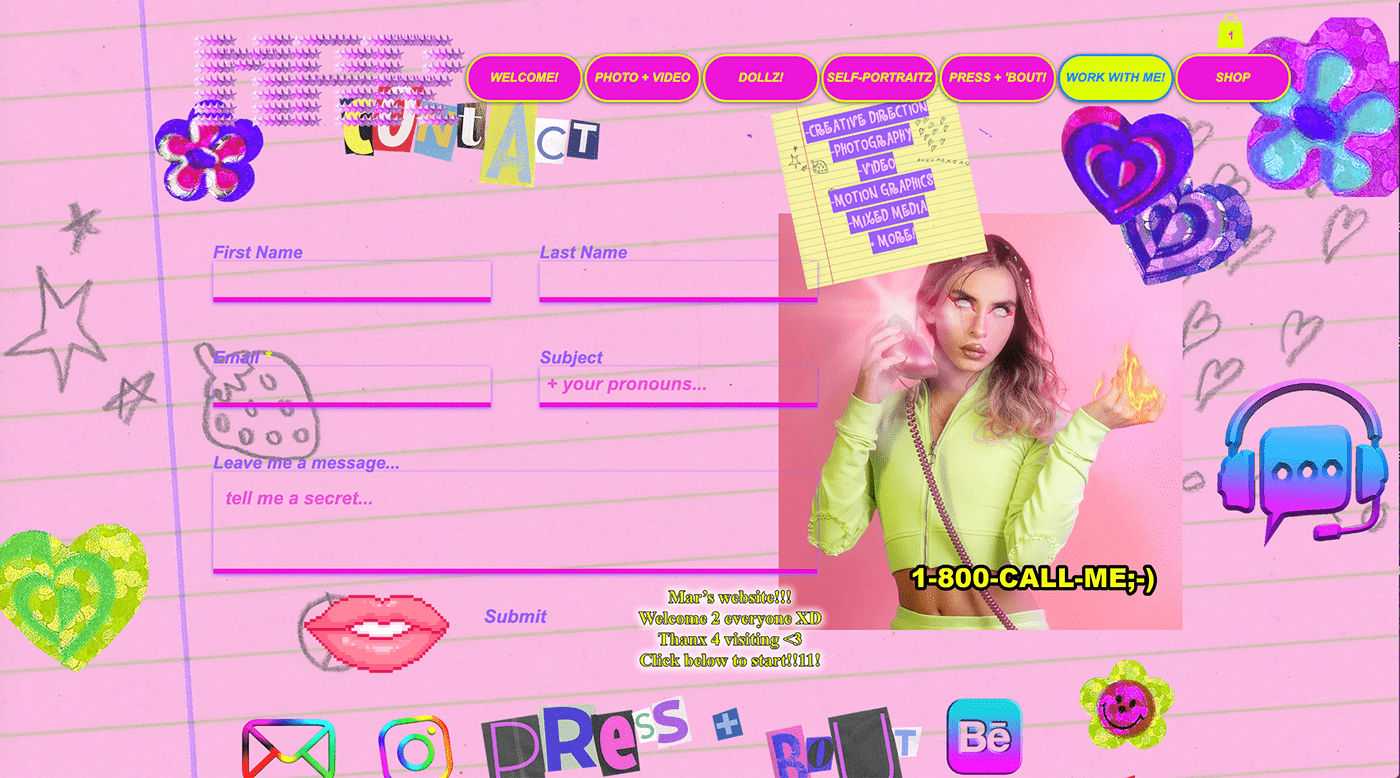 1
WELCOME!
PHOTO + VIDEO
DOLLZ!
SELF-PORTRAITZ
PRESS + 'BOUT!
WORK WITH ME!
SHOP
CONtACT
-CREATIVE DIRECTION
-PHOTOGRAPHY
-VIDEO
-MOTION GRAPHICS
-MIXED MEDIA
+ MORE!
First Name
Last Name
Email *
Subject
+ your pronouns...
Leave me a message...
tell me a secret...
1-800-CALL-ME;-)
Submit
Mar's website!!!
Welcome 2 everyone XD
Thanx 4 visiting <3
Click below to start!!11!
PResS + BoUT
Bē